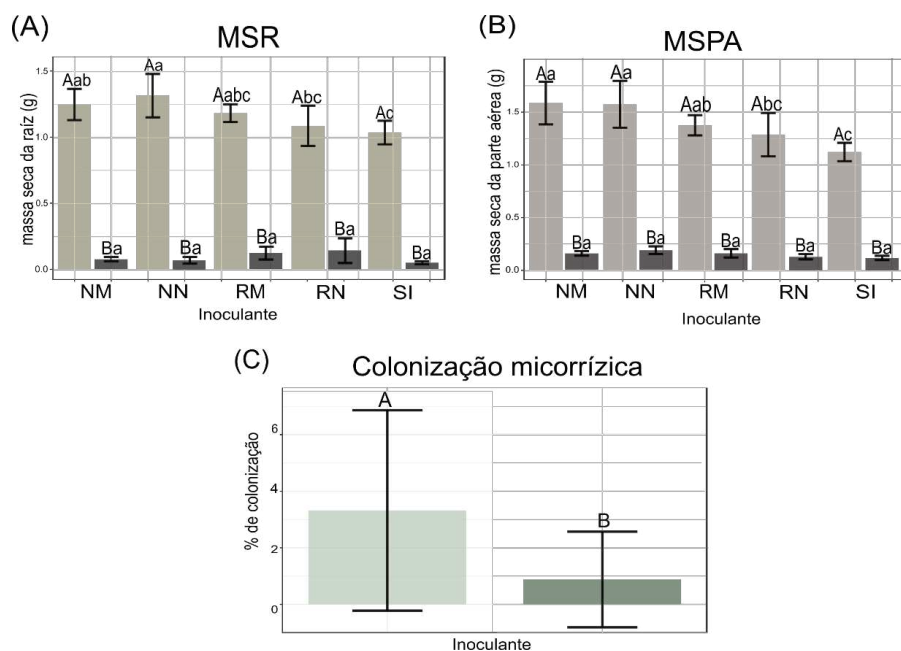 (A)
MSR
massa seca da raíz (g)
1.5
1.0
0.5
0.0
Aab
Aa
Aabc
Abc
Ac
Ba
Ba
Ba
Ba
Ba
NM
NN
RM
RN
SI
Inoculante
(B)
MSPA
massa seca da parte aérea (g)
1.5
1.0
0.5
0.0
Aa
Aa
Aab
Abc
Ac
Ba
Ba
Ba
Ba
Ba
NM
NN
RM
RN
SI
Inoculante
(C)
Colonização micorrízica
% de colonização
6
4
2
0
A
B
Inoculante